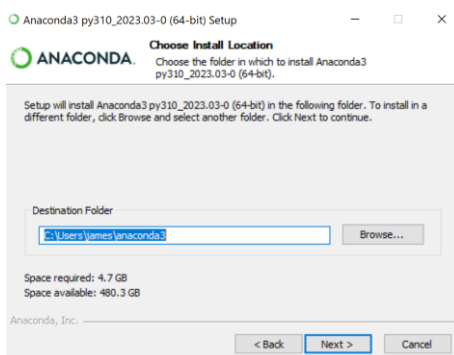 Anaconda3 py310_2023.03-0 (64-bit) Setup
ANACONDA.
Choose Install Location
Choose the folder in which to install Anaconda3
py310_2023.03-0 (64-bit).
Setup will install Anaconda3 py310_2023.03-0 (64-bit) in the following folder. To install in a
different folder, click Browse and select another folder. Click Next to continue.
Destination Folder
C:\Users\james\anaconda3
Browse...
Space required: 4.7 GB
Space available: 480.3 GB
Anaconda, Inc.
< Back
Next >
Cancel